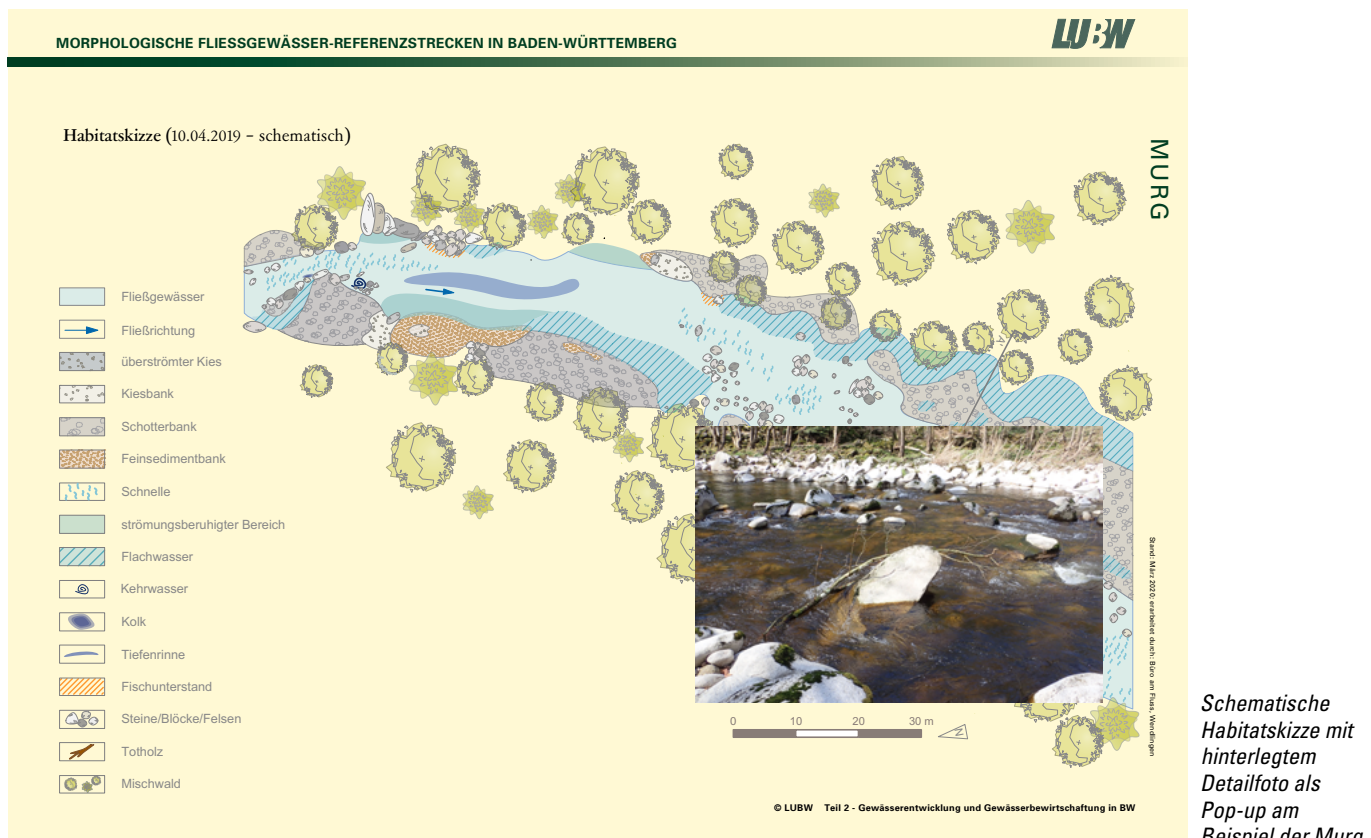 MORPHOLOGISCHE FLIESSGEWÄSSER-REFERENZSTRECKEN IN BADEN-WÜRTTEMBERG
LUBW
Habitatskizze (10.04.2019 – schematisch)
MURG
Fließgewässer
Fließrichtung
überströmter Kies
Kiesbank
Schotterbank
Feinsedimentbank
Schnelle
strömungsberuhigter Bereich
Flachwasser
Kehrwasser
Kolk
Tiefenrinne
Fischunterstand
Steine/Blöcke/Felsen
Totholz
Mischwald
A
0 10 20 30 m
N
Stand: März 2020; erarbeitet durch: Büro am Fluss, Wendlingen
© LUBW Teil 2 - Gewässerentwicklung und Gewässerbewirtschaftung in BW
Schematische
Habitatskizze mit
hinterlegtem
Detailfoto als
Pop-up am
Beispiel der Murg